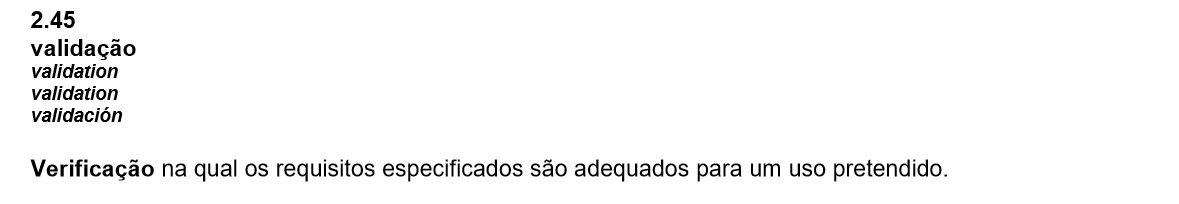 2.45
validação
validation
validation
validación
Verificação na qual os requisitos especificados são adequados para um uso pretendido.